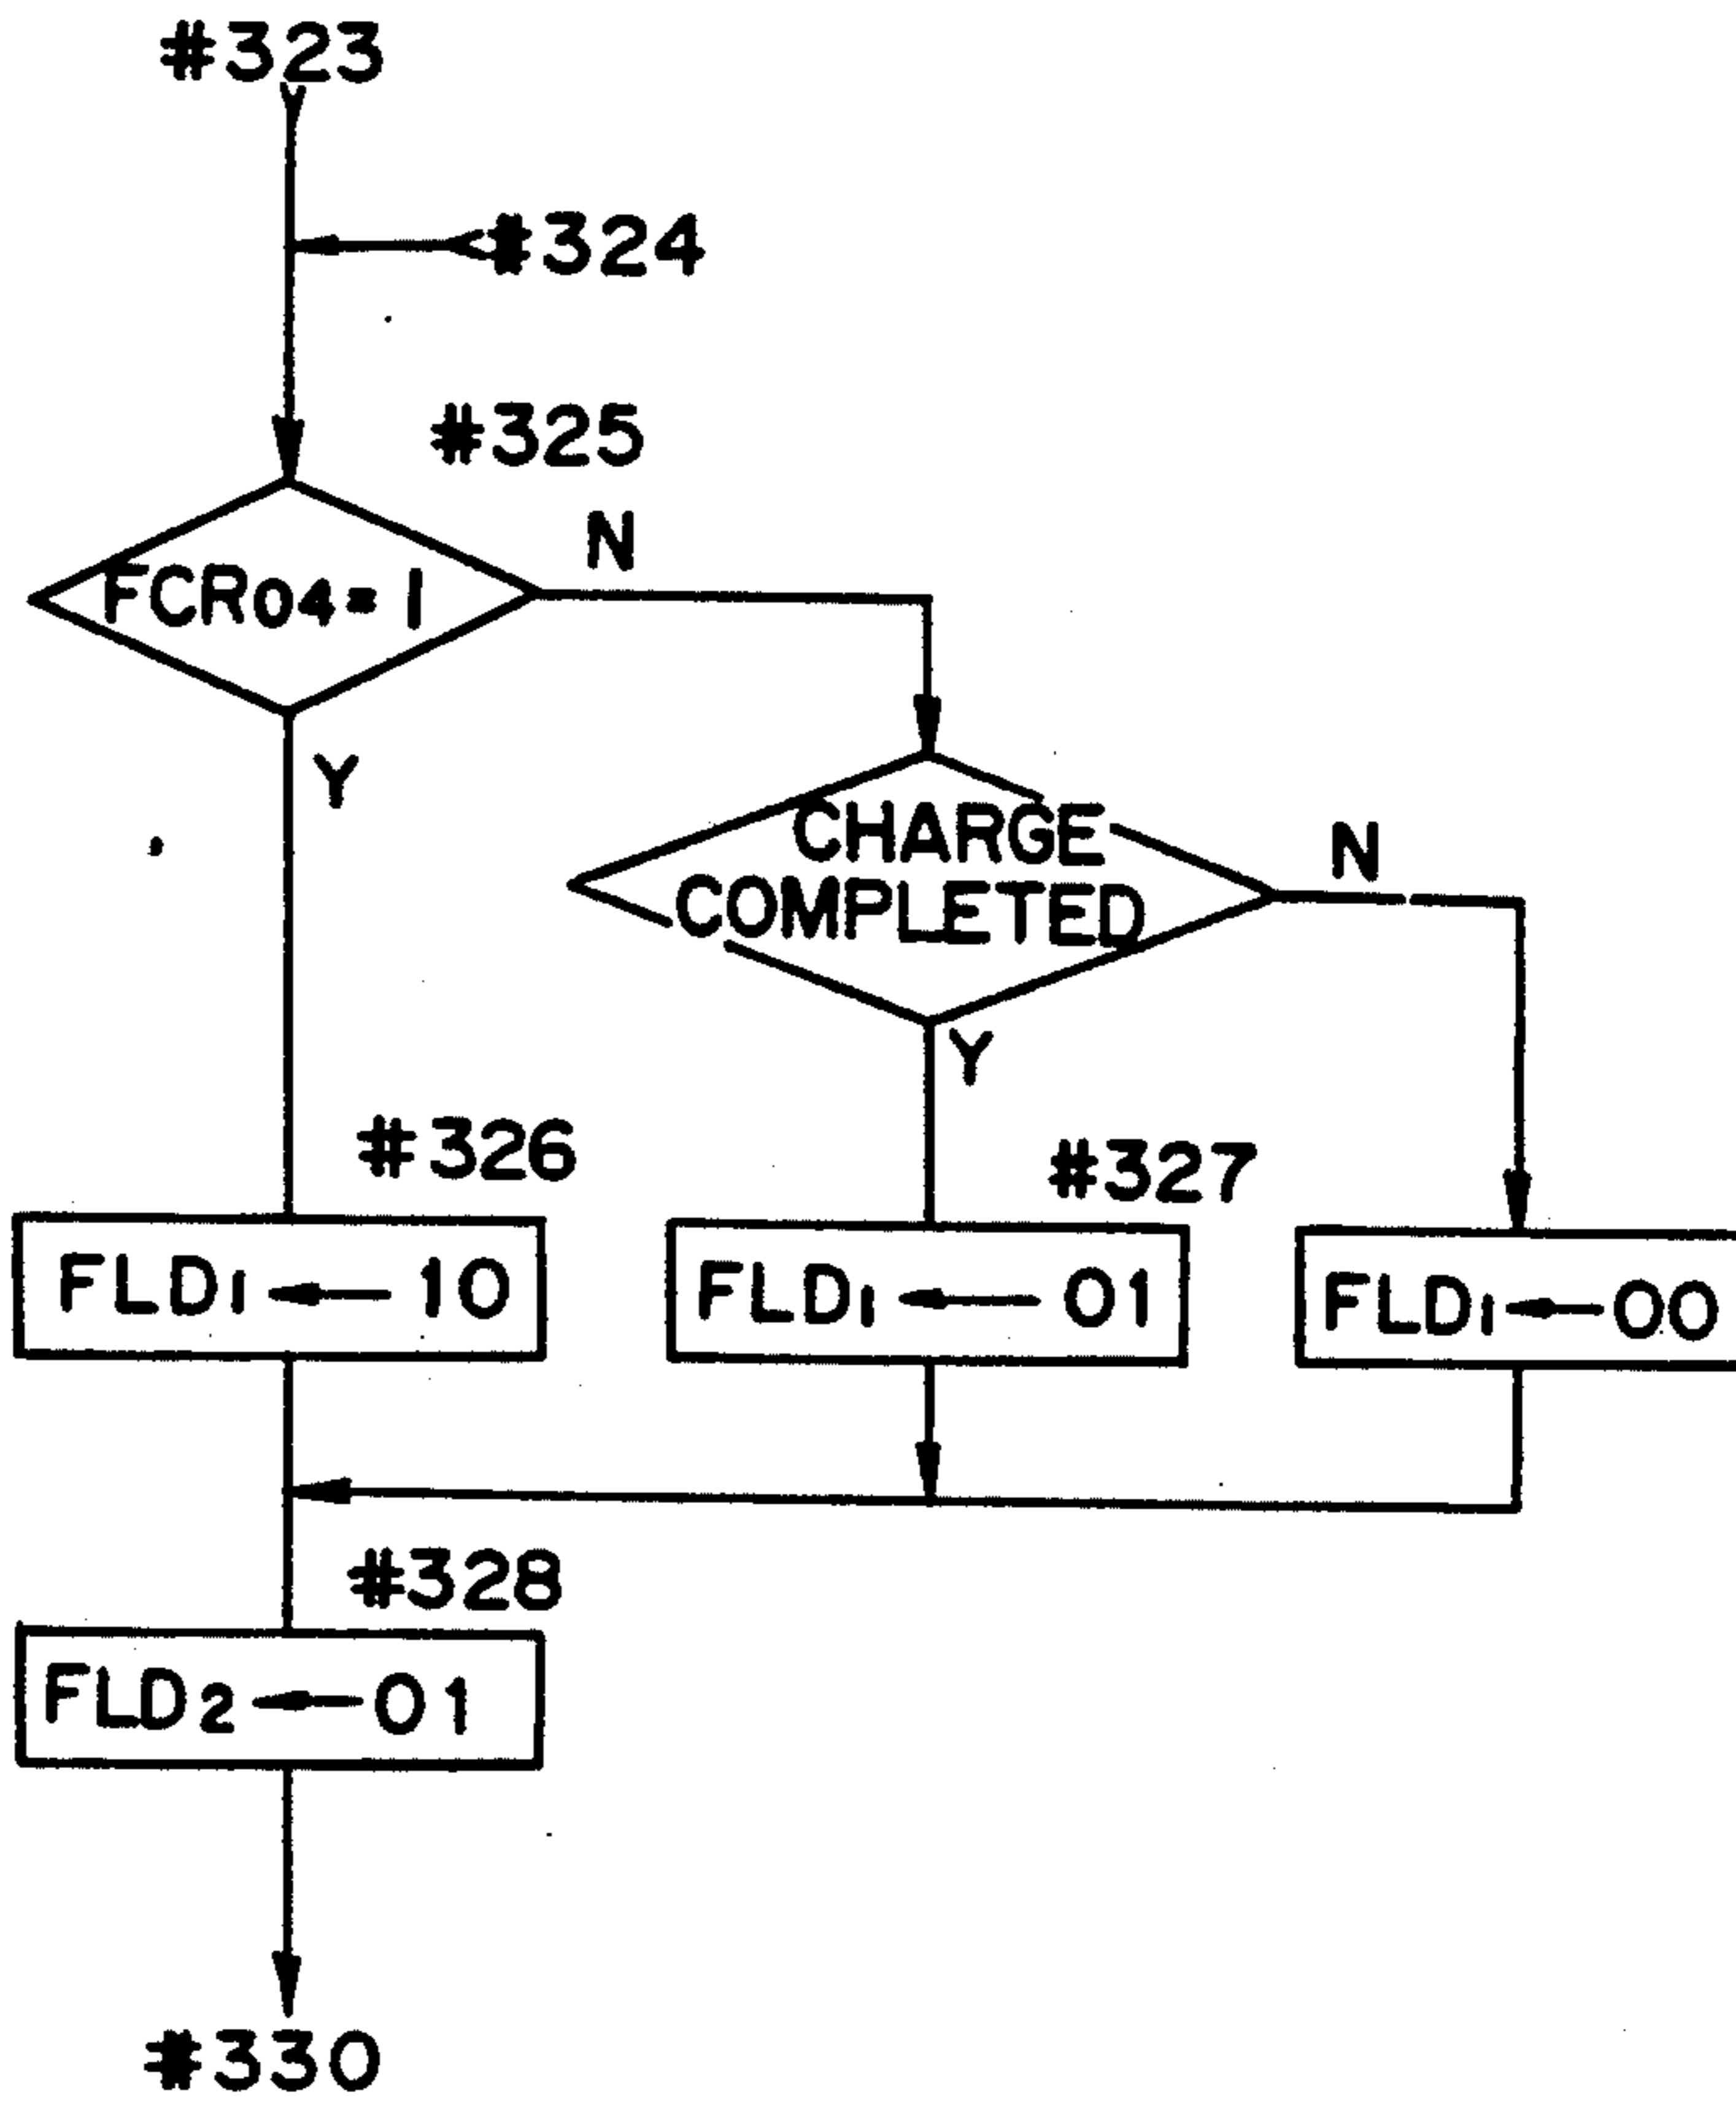 #323
#324
#325
FCR04=1
N
Y
CHARGE
COMPLETED
N
Y
#326
#327
FLD1 ← 10
FLD1 ← 01
FLD1 ← 00
#328
FLD2 ← 01
#330